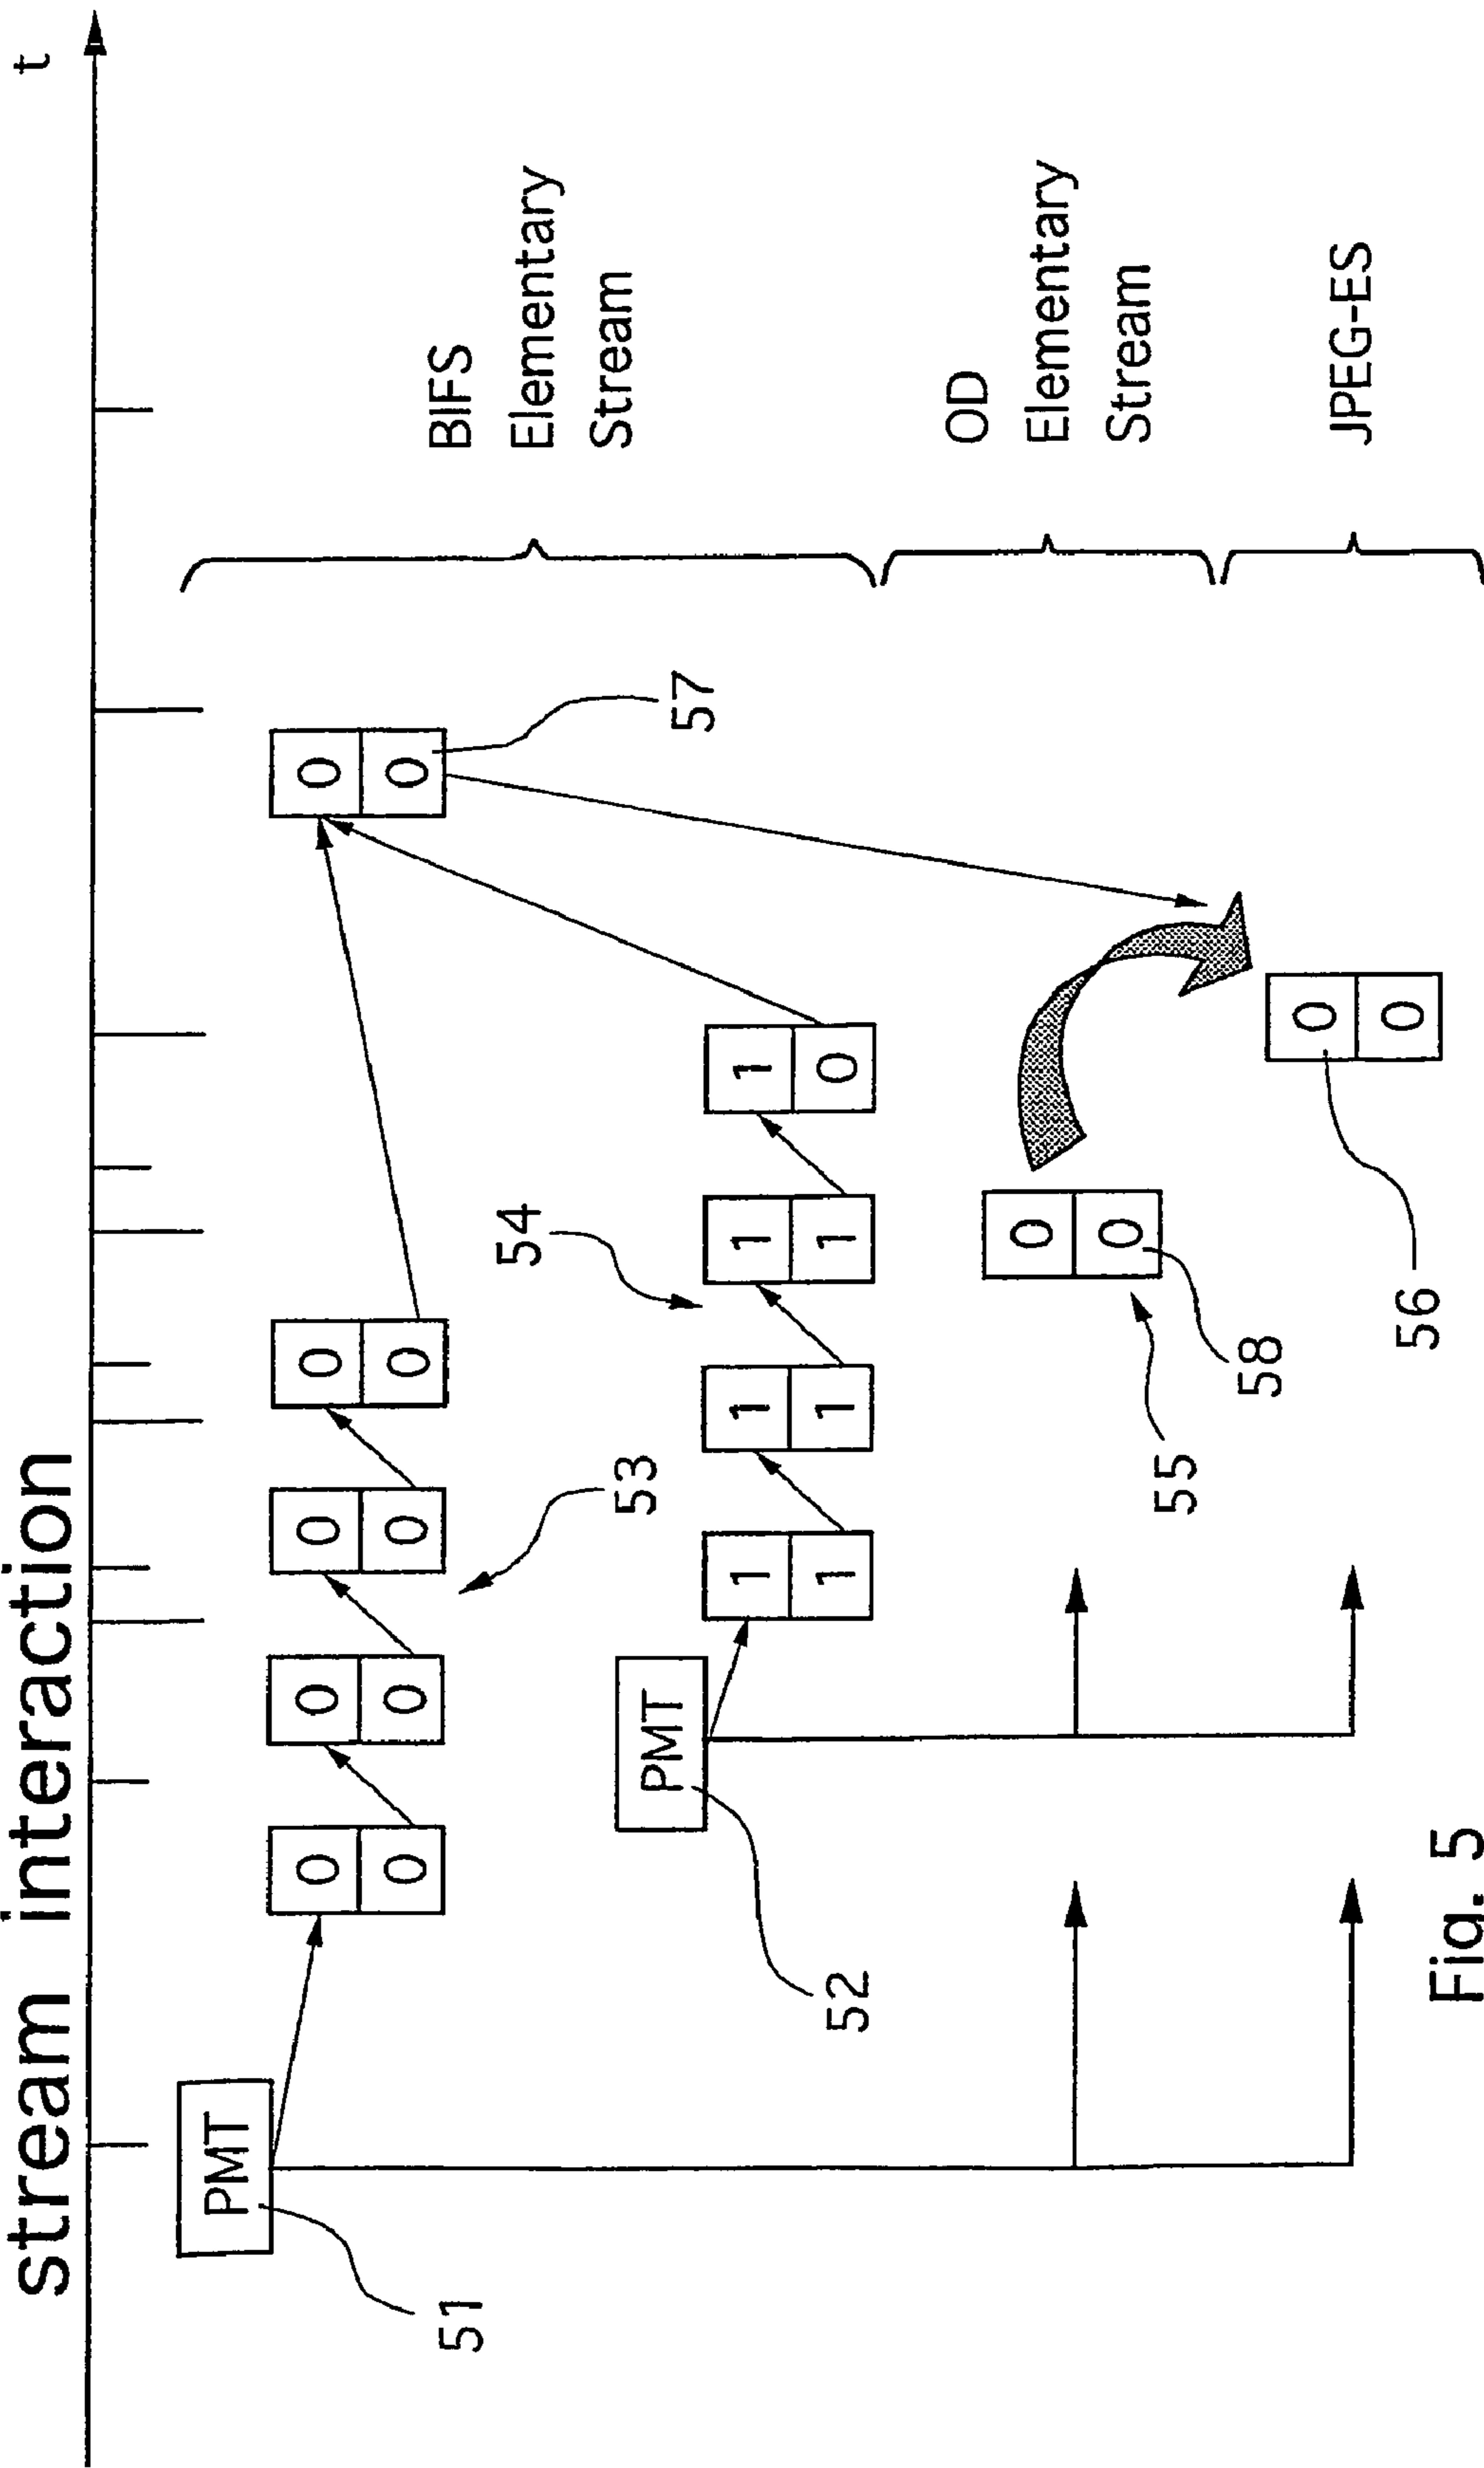 stream interaction
t
PMT
0 0 0 0 0
0 0 0 0 0
BIFS
Elementary
Stream
51
54
53
PMT
57
1 1 1 1
1 1 1 0
52
OD
Elementary
Stream
0
0
55
58
0
0
JPEG-ES
56
Fig. 5